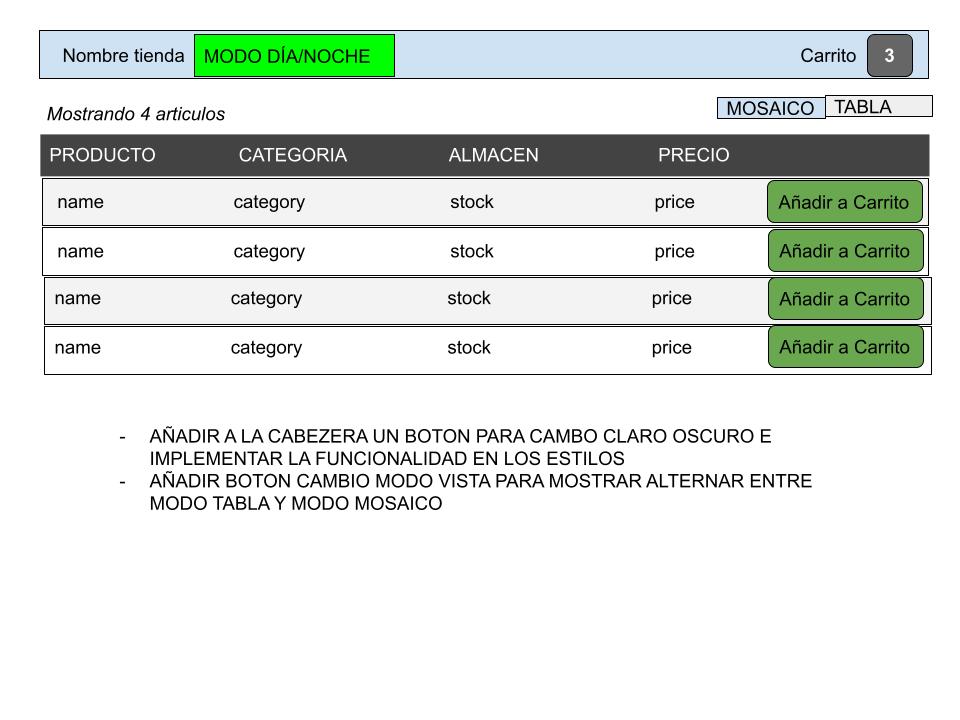 Nombre tienda MODO DÍA/NOCHE Carrito 3
Mostrando 4 articulos MOSAICO TABLA
PRODUCTO CATEGORIA ALMACEN PRECIO
name category stock price Añadir a Carrito
name category stock price Añadir a Carrito
name category stock price Añadir a Carrito
name category stock price Añadir a Carrito
- AÑADIR A LA CABEZERA UN BOTON PARA CAMBO CLARO OSCURO E
IMPLEMENTAR LA FUNCIONALIDAD EN LOS ESTILOS
- AÑADIR BOTON CAMBIO MODO VISTA PARA MOSTRAR ALTERNAR ENTRE
MODO TABLA Y MODO MOSAICO